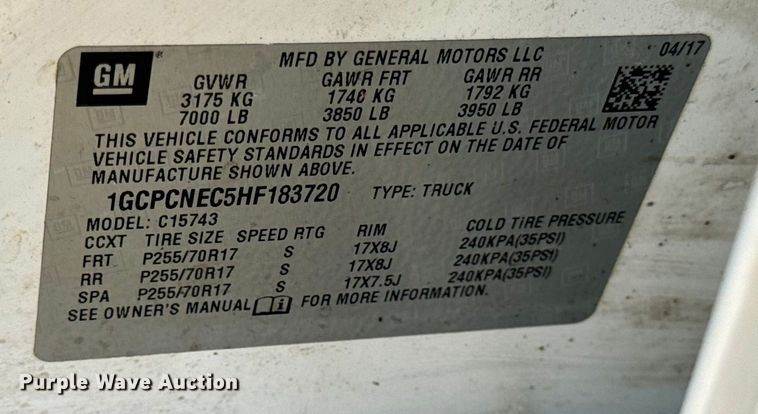 GM
MFD BY GENERAL MOTORS LLC 04/17
GVWR GAWR FRT GAWR RR
3175 KG 1746 KG 1792 KG
7000 LB 3850 LB 3950 LB
THIS VEHICLE CONFORMS TO ALL APPLICABLE U.S. FEDERAL MOTOR
VEHICLE SAFETY STANDARDS IN EFFECT ON THE DATE OF
MANUFACTURE SHOWN ABOVE.
1GCPCNEC5HF183720 TYPE: TRUCK
MODEL: C15743
CCXT TIRE SIZE SPEED RTG RIM COLD TIRE PRESSURE
FRT P255/70R17 S 17X8J 240KPA(35PSI)
RR P255/70R17 S 17X8J 240KPA(35PSI)
SPA P255/70R17 S 17X7.5J 240KPA(35PSI)
SEE OWNER'S MANUAL FOR MORE INFORMATION.
Purple Wave Auction